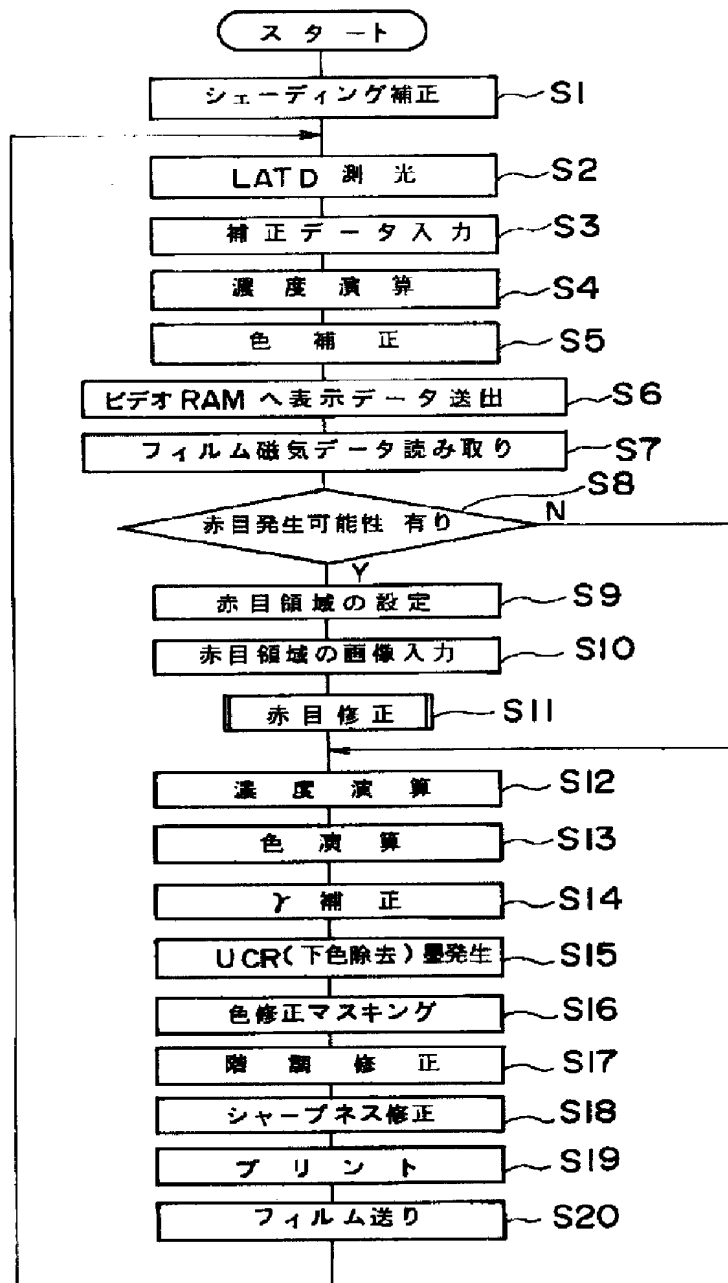 スタート
シェーディング補正 S1
LATD 測光 S2
補正データ入力 S3
濃度演算 S4
色補正 S5
ビデオRAMへ表示データ送出 S6
フィルム磁気データ読み取り S7
S8
赤目発生可能性 有り N
Y
赤目領域の設定 S9
赤目領域の画像入力 S10
赤目修正 S11
濃度演算 S12
色演算 S13
γ補正 S14
UCR(下色除去)墨発生 S15
色修正マスキング S16
階調修正 S17
シャープネス修正 S18
プリント S19
フィルム送り S20